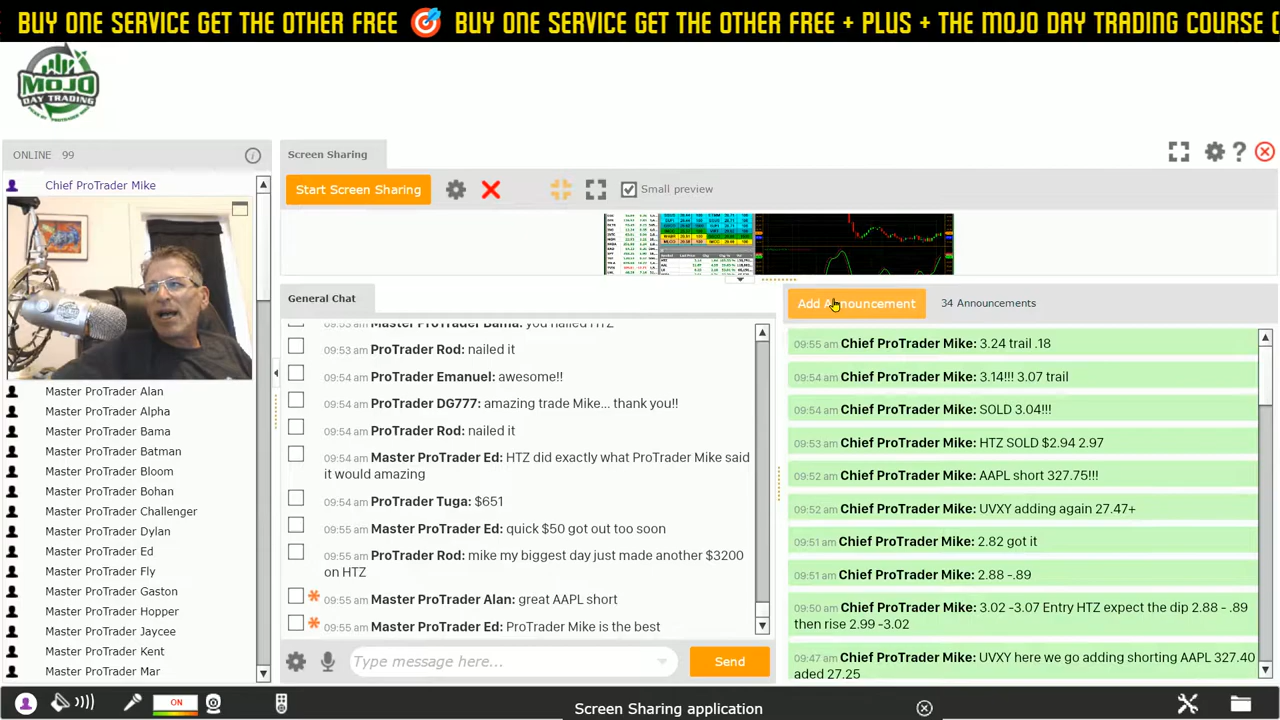 BUY ONE SERVICE GET THE OTHER FREE 🎯 BUY ONE SERVICE GET THE OTHER FREE + PLUS + THE MOJO DAY TRADING COURSE
MOJO
DAY TRADING
ONLINE 99
Screen Sharing
Chief ProTrader Mike
Start Screen Sharing
Small preview
General Chat
Add Announcement
34 Announcements
09:53 am Master ProTrader Bama: you nailed HTZ
09:53 am ProTrader Rod: nailed it
09:54 am ProTrader Emanuel: awesome!!
09:54 am ProTrader DG777: amazing trade Mike... thank you!!
09:54 am ProTrader Rod: nailed it
09:54 am Master ProTrader Ed: HTZ did exactly what ProTrader Mike said
it would amazing
09:54 am ProTrader Tuga: $651
09:55 am Master ProTrader Ed: quick $50 got out too soon
09:55 am ProTrader Rod: mike my biggest day just made another $3200
on HTZ
09:55 am Master ProTrader Alan: great AAPL short
09:55 am Master ProTrader Ed: ProTrader Mike is the best
Type message here...
Send
09:55 am Chief ProTrader Mike: 3.24 trail .18
09:54 am Chief ProTrader Mike: 3.14!!! 3.07 trail
09:54 am Chief ProTrader Mike: SOLD 3.04!!!
09:53 am Chief ProTrader Mike: HTZ SOLD $2.94 2.97
09:52 am Chief ProTrader Mike: AAPL short 327.75!!!
09:52 am Chief ProTrader Mike: UVXY adding again 27.47+
09:51 am Chief ProTrader Mike: 2.82 got it
09:51 am Chief ProTrader Mike: 2.88 -.89
09:50 am Chief ProTrader Mike: 3.02 -3.07 Entry HTZ expect the dip 2.88 - .89
then rise 2.99 -3.02
09:47 am Chief ProTrader Mike: UVXY here we go adding shorting AAPL 327.40
aded 27.25
Master ProTrader Alan
Master ProTrader Alpha
Master ProTrader Bama
Master ProTrader Batman
Master ProTrader Bloom
Master ProTrader Bohan
Master ProTrader Challenger
Master ProTrader Dylan
Master ProTrader Ed
Master ProTrader Fly
Master ProTrader Gaston
Master ProTrader Hopper
Master ProTrader Jaycee
Master ProTrader Kent
Master ProTrader Mar
ON
Screen Sharing application